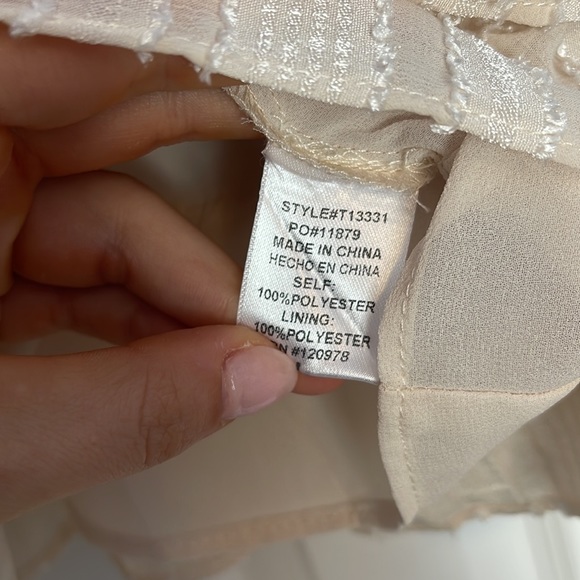 STYLE#T13331
PO#11879
MADE IN CHINA
HECHO EN CHINA
SELF:
100%POLYESTER
LINING:
100%POLYESTER
#120978